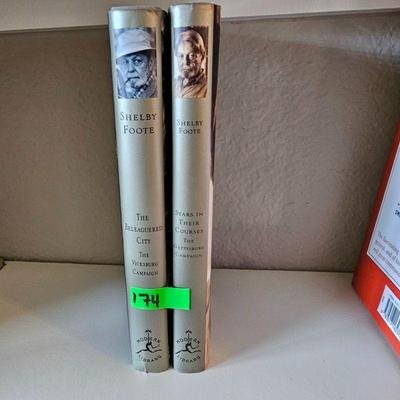 SHELBY
FOOTE
THE
BELEAGUERED
CITY
THE
VICKSBURG
CAMPAIGN
MODERN
LIBRARY
SHELBY
FOOTE
STARS IN
THEIR
COURSES
THE
GETTYSBURG
CAMPAIGN
MODERN
LIBRARY
174